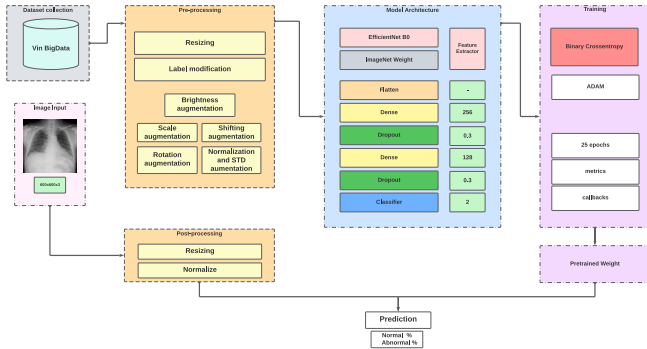 Dataset collection
Vin BigData
Image Input
600x600x3
Pre-processing
Resizing
Label modification
Brightness
augmentation
Scale
augmentation
Shifting
augmentation
Rotation
augmentation
Normalization
and STD
aumentation
Post-processing
Resizing
Normalize
Model Architecture
EfficientNet B0
ImageNet Weight
Feature
Extractor
Flatten
-
Dense
256
Dropout
0.3
Dense
128
Dropout
0.3
Classifier
2
Training
Binary Crossentropy
ADAM
25 epochs
metrics
callbacks
Pretrained Weight
Prediction
Normal %
Abnormal %